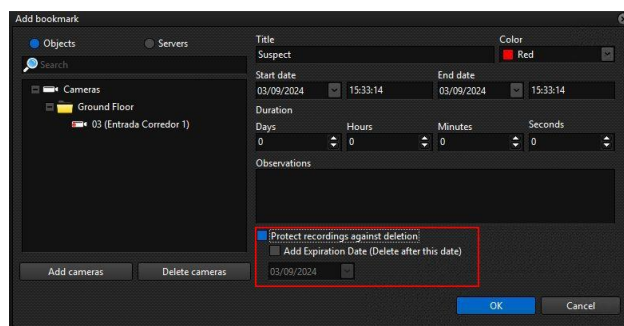 Add bookmark
Objects
Servers
Search
Cameras
Ground Floor
03 (Entrada Corredor 1)
Add cameras
Delete cameras
Title
Color
Suspect
Red
Start date
End date
03/09/2024
15:33:14
03/09/2024
15:33:14
Duration
Days
Hours
Minutes
Seconds
0
0
0
0
Observations
Protect recordings against deletion
Add Expiration Date (Delete after this date)
03/09/2024
OK
Cancel